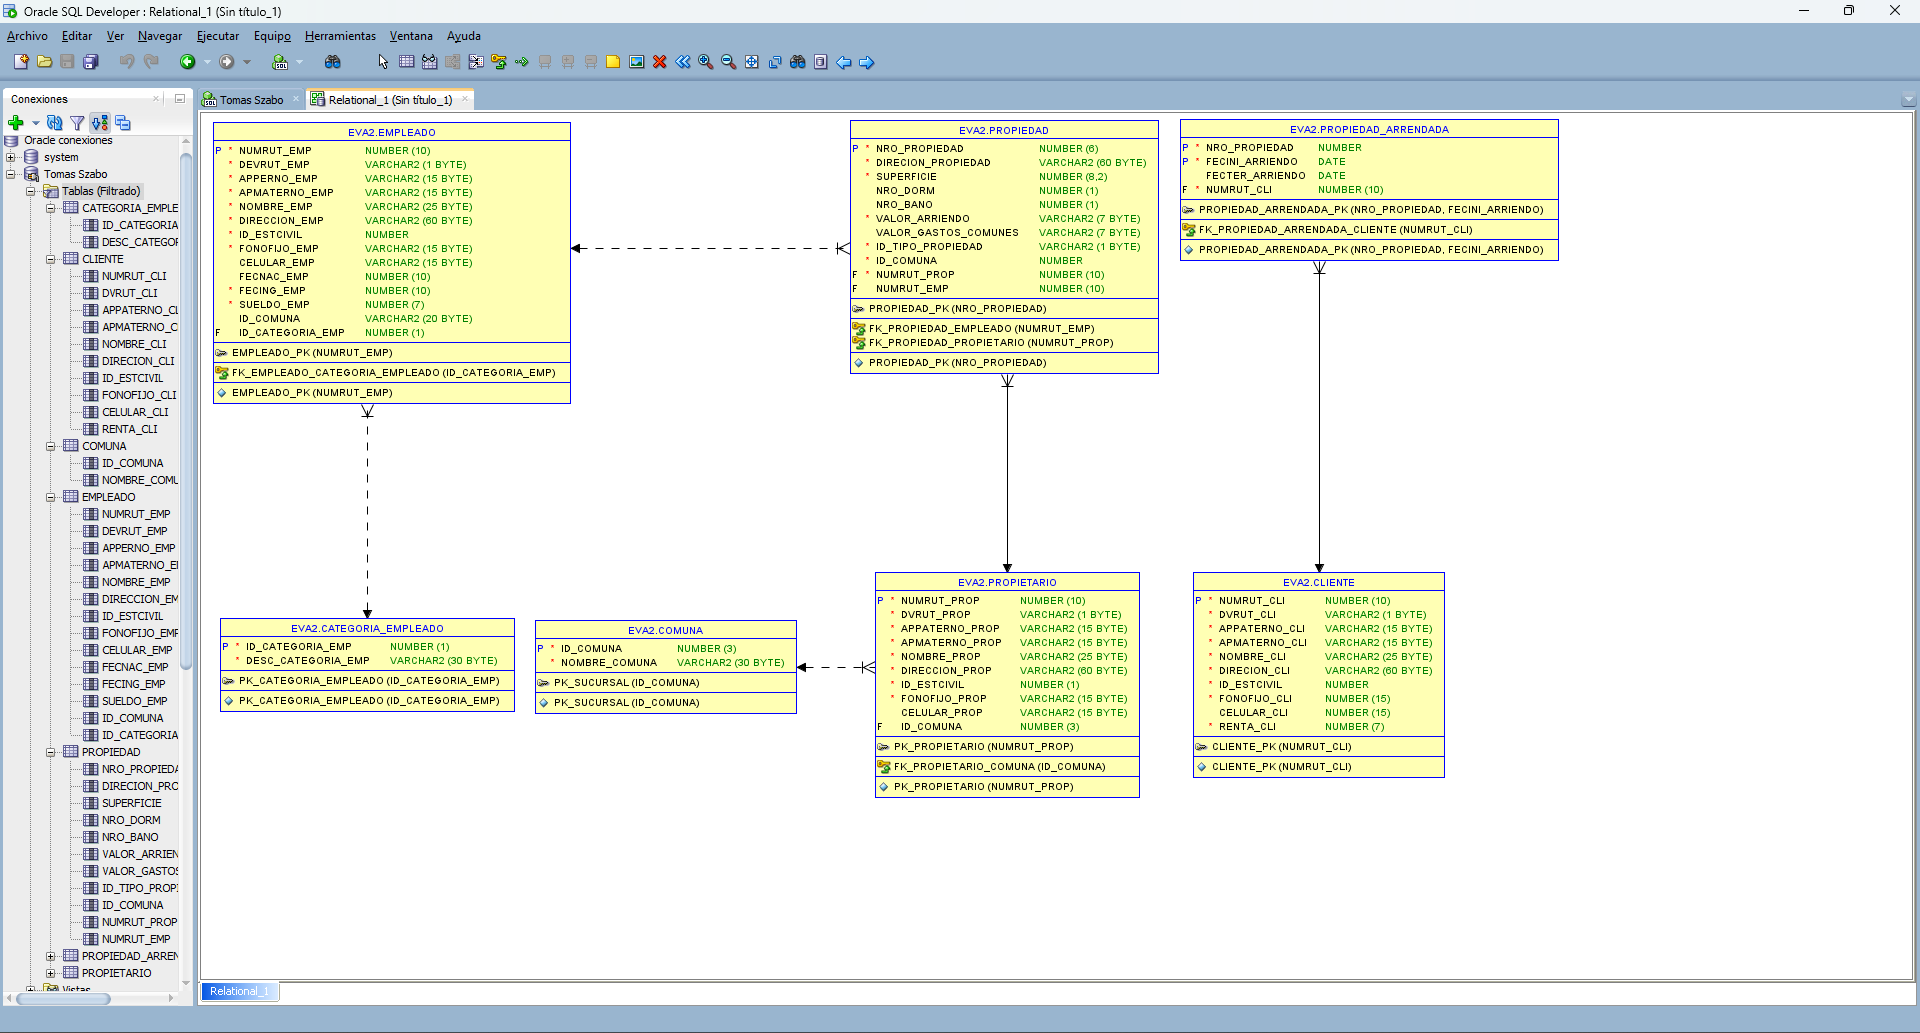 Oracle SQL Developer : Relational_1 (Sin título_1)
Archivo Editar Ver Navegar Ejecutar Equipo Herramientas Ventana Ayuda
Conexiones
Tomas Szabo
Relational_1 (Sin título_1)
Oracle conexiones
system
Tomas Szabo
Tablas (Filtrado)
CATEGORIA_EMPLE
ID_CATEGORIA
DESC_CATEGOR
CLIENTE
NUMRUT_CLI
DVRUT_CLI
APPATERNO_CL
APMATERNO_C
NOMBRE_CLI
DIRECION_CLI
ID_ESTCIVIL
FONOFIJO_CLI
CELULAR_CLI
RENTA_CLI
COMUNA
ID_COMUNA
NOMBRE_COMU
EMPLEADO
NUMRUT_EMP
DEVRUT_EMP
APPERNO_EMP
APMATERNO_EI
NOMBRE_EMP
DIRECCION_EM
ID_ESTCIVIL
FONOFIJO_EMP
CELULAR_EMP
FECNAC_EMP
FECING_EMP
SUELDO_EMP
ID_COMUNA
ID_CATEGORIA
PROPIEDAD
NRO_PROPIEDA
DIRECION_PRO
SUPERFICIE
NRO_DORM
NRO_BANO
VALOR_ARRIEN
VALOR_GASTOS
ID_TIPO_PROPI
ID_COMUNA
NUMRUT_PROP
NUMRUT_EMP
PROPIEDAD_ARREN
PROPIETARIO
Vistas
EVA2.EMPLEADO
P * NUMRUT_EMP NUMBER (10)
* DEVRUT_EMP VARCHAR2 (1 BYTE)
* APPERNO_EMP VARCHAR2 (15 BYTE)
* APMATERNO_EMP VARCHAR2 (15 BYTE)
* NOMBRE_EMP VARCHAR2 (25 BYTE)
* DIRECCION_EMP VARCHAR2 (60 BYTE)
* ID_ESTCIVIL NUMBER
* FONOFIJO_EMP VARCHAR2 (15 BYTE)
CELULAR_EMP VARCHAR2 (15 BYTE)
FECNAC_EMP NUMBER (10)
* FECING_EMP NUMBER (10)
* SUELDO_EMP NUMBER (7)
ID_COMUNA VARCHAR2 (20 BYTE)
F ID_CATEGORIA_EMP NUMBER (1)
EMPLEADO_PK (NUMRUT_EMP)
FK_EMPLEADO_CATEGORIA_EMPLEADO (ID_CATEGORIA_EMP)
EMPLEADO_PK (NUMRUT_EMP)
EVA2.PROPIEDAD
P * NRO_PROPIEDAD NUMBER (6)
* DIRECION_PROPIEDAD VARCHAR2 (60 BYTE)
* SUPERFICIE NUMBER (8,2)
NRO_DORM NUMBER (1)
NRO_BANO NUMBER (1)
* VALOR_ARRIENDO VARCHAR2 (7 BYTE)
VALOR_GASTOS_COMUNES VARCHAR2 (7 BYTE)
* ID_TIPO_PROPIEDAD VARCHAR2 (1 BYTE)
* ID_COMUNA NUMBER
F * NUMRUT_PROP NUMBER (10)
F NUMRUT_EMP NUMBER (10)
PROPIEDAD_PK (NRO_PROPIEDAD)
FK_PROPIEDAD_EMPLEADO (NUMRUT_EMP)
FK_PROPIEDAD_PROPIETARIO (NUMRUT_PROP)
PROPIEDAD_PK (NRO_PROPIEDAD)
EVA2.PROPIEDAD_ARRENDADA
P * NRO_PROPIEDAD NUMBER
P * FECINI_ARRIENDO DATE
FECTER_ARRIENDO DATE
F * NUMRUT_CLI NUMBER (10)
PROPIEDAD_ARRENDADA_PK (NRO_PROPIEDAD, FECINI_ARRIENDO)
FK_PROPIEDAD_ARRENDADA_CLIENTE (NUMRUT_CLI)
PROPIEDAD_ARRENDADA_PK (NRO_PROPIEDAD, FECINI_ARRIENDO)
EVA2.CATEGORIA_EMPLEADO
P * ID_CATEGORIA_EMP NUMBER (1)
* DESC_CATEGORIA_EMP VARCHAR2 (30 BYTE)
PK_CATEGORIA_EMPLEADO (ID_CATEGORIA_EMP)
PK_CATEGORIA_EMPLEADO (ID_CATEGORIA_EMP)
EVA2.COMUNA
P * ID_COMUNA NUMBER (3)
* NOMBRE_COMUNA VARCHAR2 (30 BYTE)
PK_SUCURSAL (ID_COMUNA)
PK_SUCURSAL (ID_COMUNA)
EVA2.PROPIETARIO
P * NUMRUT_PROP NUMBER (10)
* DVRUT_PROP VARCHAR2 (1 BYTE)
* APPATERNO_PROP VARCHAR2 (15 BYTE)
* APMATERNO_PROP VARCHAR2 (15 BYTE)
* NOMBRE_PROP VARCHAR2 (25 BYTE)
* DIRECCION_PROP VARCHAR2 (60 BYTE)
* ID_ESTCIVIL NUMBER (1)
* FONOFIJO_PROP VARCHAR2 (15 BYTE)
CELULAR_PROP VARCHAR2 (15 BYTE)
F ID_COMUNA NUMBER (3)
PK_PROPIETARIO (NUMRUT_PROP)
FK_PROPIETARIO_COMUNA (ID_COMUNA)
PK_PROPIETARIO (NUMRUT_PROP)
EVA2.CLIENTE
P * NUMRUT_CLI NUMBER (10)
* DVRUT_CLI VARCHAR2 (1 BYTE)
* APPATERNO_CLI VARCHAR2 (15 BYTE)
* APMATERNO_CLI VARCHAR2 (15 BYTE)
* NOMBRE_CLI VARCHAR2 (25 BYTE)
* DIRECION_CLI VARCHAR2 (60 BYTE)
* ID_ESTCIVIL NUMBER
* FONOFIJO_CLI NUMBER (15)
CELULAR_CLI NUMBER (15)
* RENTA_CLI NUMBER (7)
CLIENTE_PK (NUMRUT_CLI)
CLIENTE_PK (NUMRUT_CLI)
Relational_1